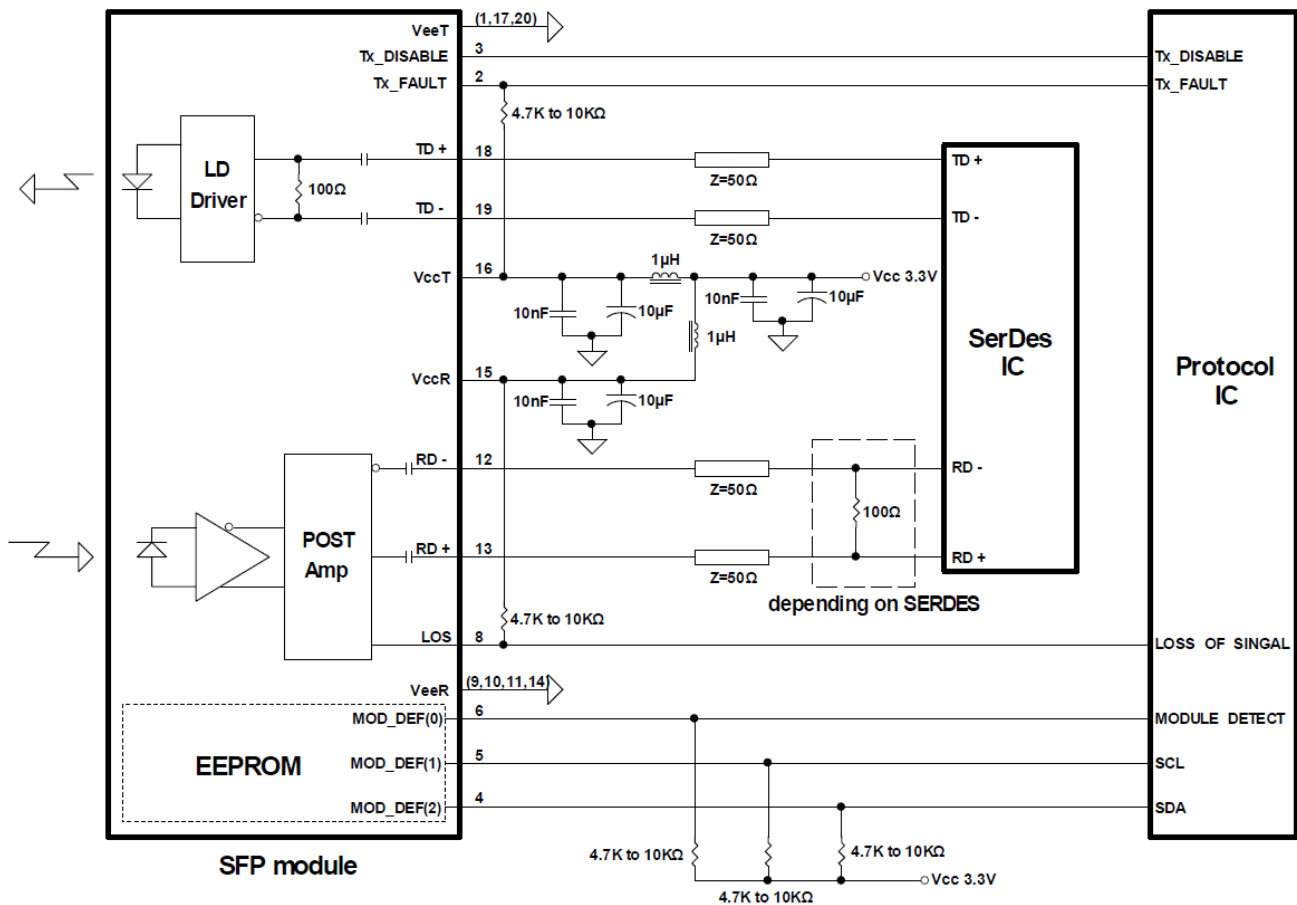 VeeT
(1,17,20)
Tx_DISABLE
3
Tx_DISABLE
Tx_FAULT
2
Tx_FAULT
4.7K to 10KΩ
LD
Driver
100Ω
TD +
18
Z=50Ω
TD +
TD -
19
Z=50Ω
TD -
VccT
16
1µH
Vcc 3.3V
10nF
10µF
10nF
10µF
1µH
SerDes
IC
Protocol
IC
VccR
15
10nF
10µF
RD -
12
Z=50Ω
RD -
100Ω
POST
Amp
RD +
13
Z=50Ω
RD +
depending on SERDES
4.7K to 10KΩ
LOS
8
LOSS OF SINGAL
VeeR
(9,10,11,14)
MOD_DEF(0)
6
MODULE DETECT
EEPROM
MOD_DEF(1)
5
SCL
MOD_DEF(2)
4
SDA
SFP module
4.7K to 10KΩ
4.7K to 10KΩ
4.7K to 10KΩ
Vcc 3.3V